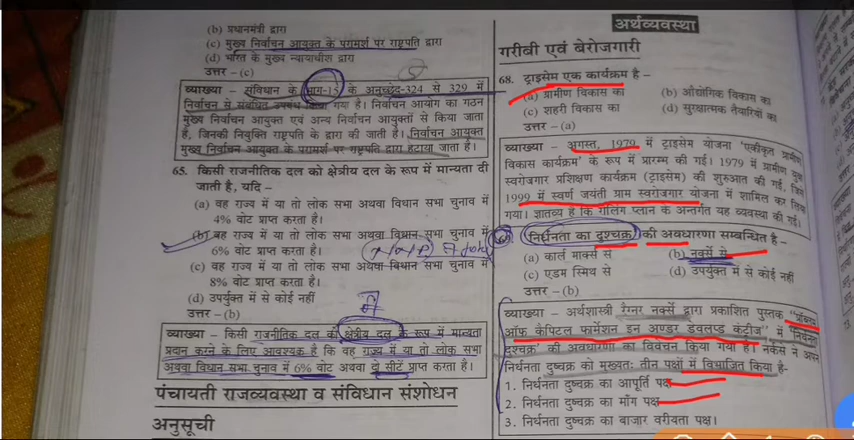 (b) प्रधानमंत्री द्वारा
(c) मुख्य निर्वाचन आयुक्त के परामर्श पर राष्ट्रपति द्वारा
(d) भारत के मुख्य न्यायाधीश द्वारा
उत्तर – (c)
व्याख्या – संविधान के भाग-15 के अनुच्छेद-324 से 329 में
निर्वाचन से संबंधित उपबंध किया गया है। निर्वाचन आयोग का गठन
मुख्य निर्वाचन आयुक्त एवं अन्य निर्वाचन आयुक्तों से किया जाता
है, जिनकी नियुक्ति राष्ट्रपति के द्वारा की जाती है। निर्वाचन आयुक्त
मुख्य निर्वाचन आयुक्त के परामर्श पर राष्ट्रपति द्वारा हटाया जाता है।
65. किसी राजनीतिक दल को क्षेत्रीय दल के रूप में मान्यता दी
जाती है, यदि –
(a) वह राज्य में या तो लोक सभा अथवा विधान सभा चुनाव में
4% वोट प्राप्त करता है।
(b) वह राज्य में या तो लोक सभा अथवा विधान सभा चुनाव में
6% वोट प्राप्त करता है।
(c) वह राज्य में या तो लोक सभा अथवा विधान सभा चुनाव में
8% वोट प्राप्त करता है।
(d) उपर्युक्त में से कोई नहीं
उत्तर – (b)
व्याख्या – किसी राजनीतिक दल को क्षेत्रीय दल के रूप में मान्यता
प्रदान करने के लिए आवश्यक है कि वह राज्य में या तो लोक सभा
अथवा विधान सभा चुनाव में 6% वोट अथवा दो सीटें प्राप्त करता है।
पंचायती राजव्यवस्था व संविधान संशोधन
अनुसूची
अर्थव्यवस्था
गरीबी एवं बेरोजगारी
68. ट्राइसेम एक कार्यक्रम है –
(a) ग्रामीण विकास का (b) औद्योगिक विकास का
(c) शहरी विकास का (d) सुरक्षात्मक तैयारियों का
उत्तर – (a)
व्याख्या – अगस्त, 1979 में ट्राइसेम योजना 'एकीकृत ग्रामीण
विकास कार्यक्रम' के रूप में प्रारम्भ की गई। 1979 में ग्रामीण युवा
स्वरोजगार प्रशिक्षण कार्यक्रम (ट्राइसेम) की शुरुआत की गई, जिसे
1999 में स्वर्ण जयंती ग्राम स्वरोजगार योजना में शामिल कर लिया
गया। ज्ञातव्य है कि रोलिंग प्लान के अन्तर्गत यह व्यवस्था की गई।
निर्धनता का दुश्चक्र की अवधारणा सम्बन्धित है –
(a) कार्ल मार्क्स से (b) नर्क्से से
(c) एडम स्मिथ से (d) उपर्युक्त में से कोई नहीं
उत्तर – (b)
व्याख्या – अर्थशास्त्री रैग्नर नर्क्से द्वारा प्रकाशित पुस्तक "प्रॉब्लम
ऑफ कैपिटल फार्मेशन इन अण्डर डेवलप्ड कंट्रीज" में 'निर्धनता
दुश्चक्र' की अवधारणा का विवेचन किया गया है। नर्कसे ने अपने
निर्धनता दुष्चक्र को मुख्यतः तीन पक्षों में विभाजित किया है-
1. निर्धनता दुष्चक्र का आपूर्ति पक्ष
2. निर्धनता दुष्चक्र का माँग पक्ष
3. निर्धनता दुष्चक्र का बाजार वरीयता पक्ष।